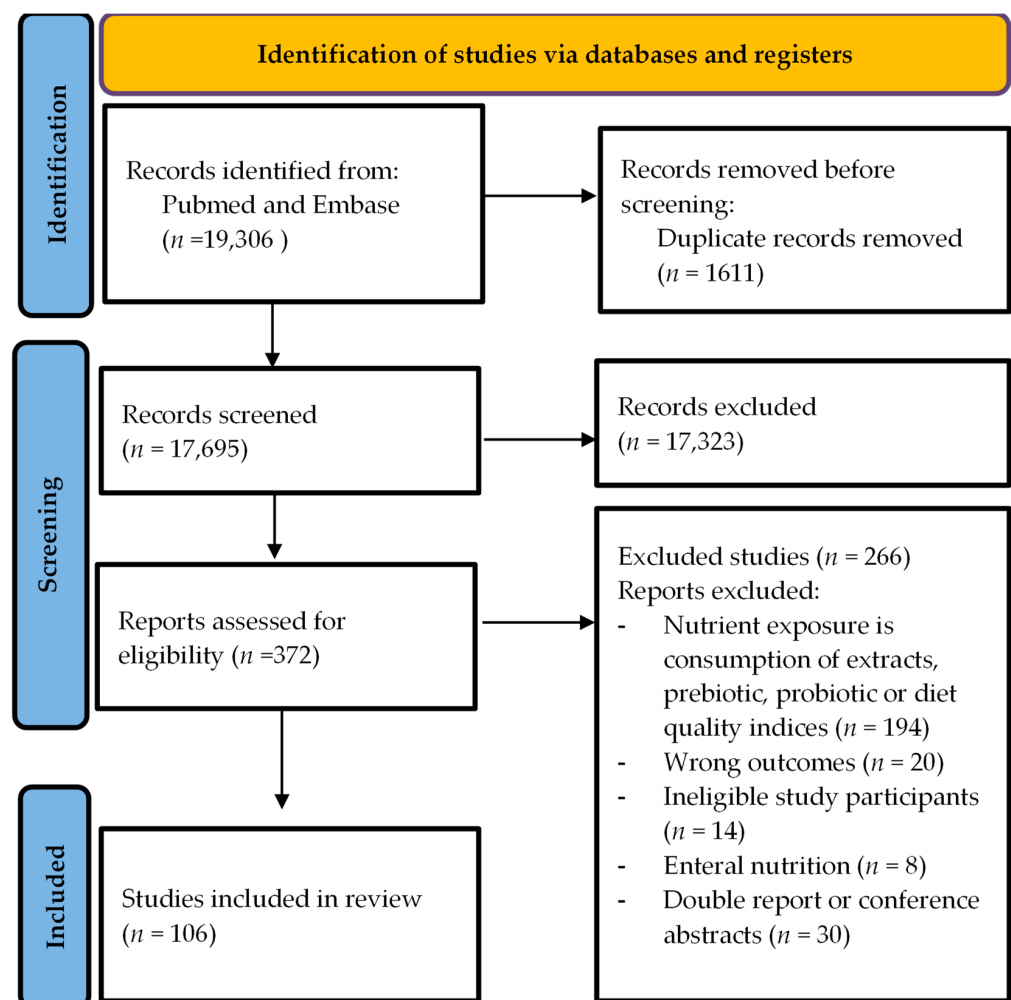 Identification of studies via databases and registers
Identification
Records identified from:
Pubmed and Embase
(n =19,306 )
Records removed before
screening:
Duplicate records removed
(n = 1611)
Screening
Records screened
(n = 17,695)
Records excluded
(n = 17,323)
Reports assessed for
eligibility (n =372)
Excluded studies (n = 266)
Reports excluded:
- Nutrient exposure is
consumption of extracts,
prebiotic, probiotic or diet
quality indices (n = 194)
- Wrong outcomes (n = 20)
- Ineligible study participants
(n = 14)
- Enteral nutrition (n = 8)
- Double report or conference
abstracts (n = 30)
Included
Studies included in review
(n = 106)